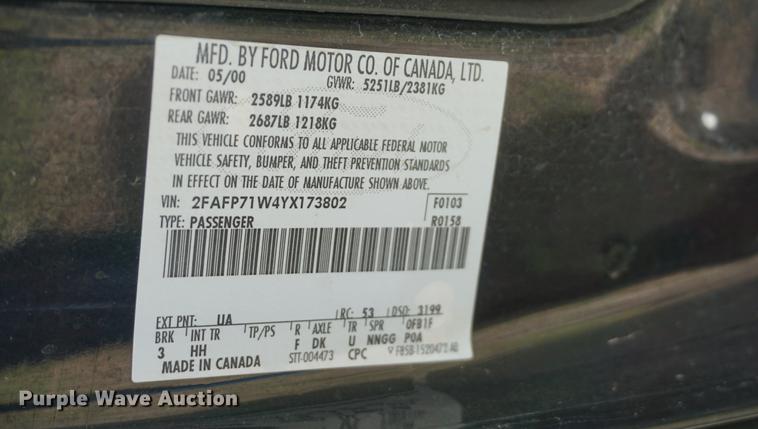 MFD. BY FORD MOTOR CO. OF CANADA, LTD.
DATE: 05/00 GVWR: 5251LB/2381KG
FRONT GAWR: 2589LB 1174KG
REAR GAWR: 2687LB 1218KG
THIS VEHICLE CONFORMS TO ALL APPLICABLE FEDERAL MOTOR
VEHICLE SAFETY, BUMPER, AND THEFT PREVENTION STANDARDS
IN EFFECT ON THE DATE OF MANUFACTURE SHOWN ABOVE.
VIN: 2FAFP71W4YX173802 F0103
TYPE: PASSENGER R0158
EXT PNT: UA RC: 53 DSO: 3199
BRK INT TR TP/PS R AXLE TR SPR 0FB1F
3 HH F DK U NNGG P0A
MADE IN CANADA STT-004473 CPC
Purple Wave Auction